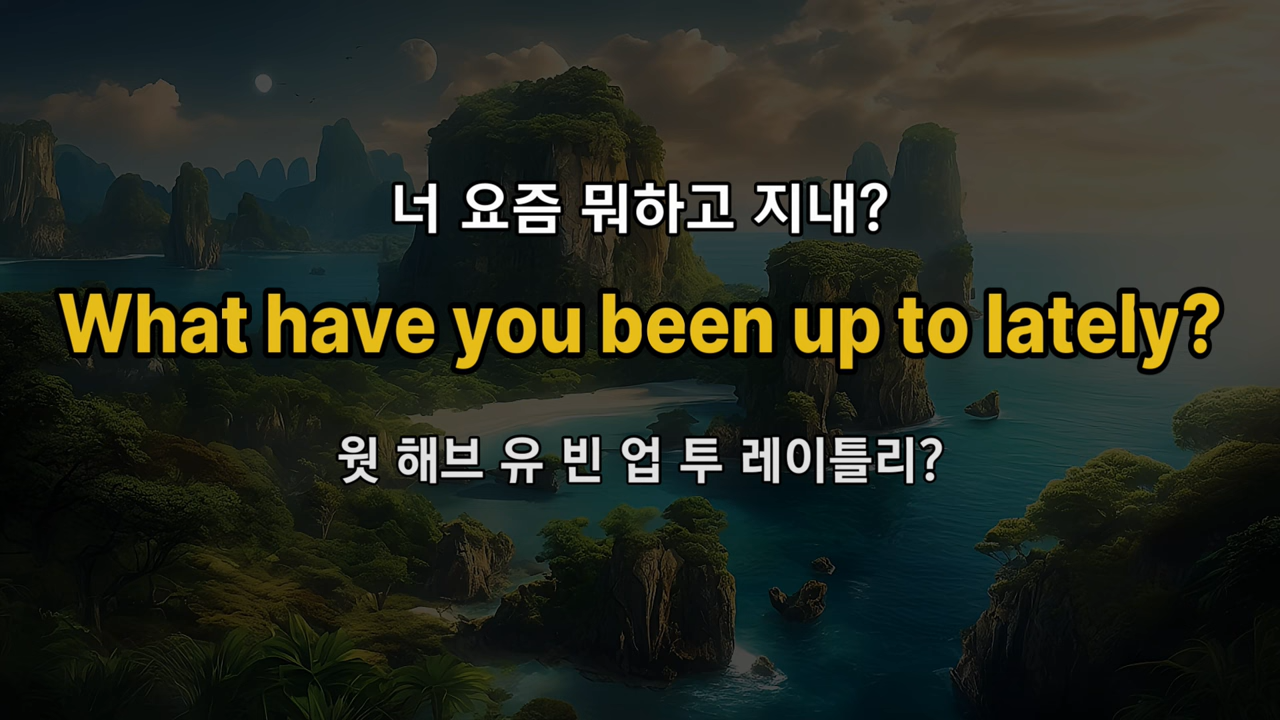 너 요즘 뭐하고 지내?
What have you been up to lately?
윗 해브 유 빈 업 투 레이틀리?